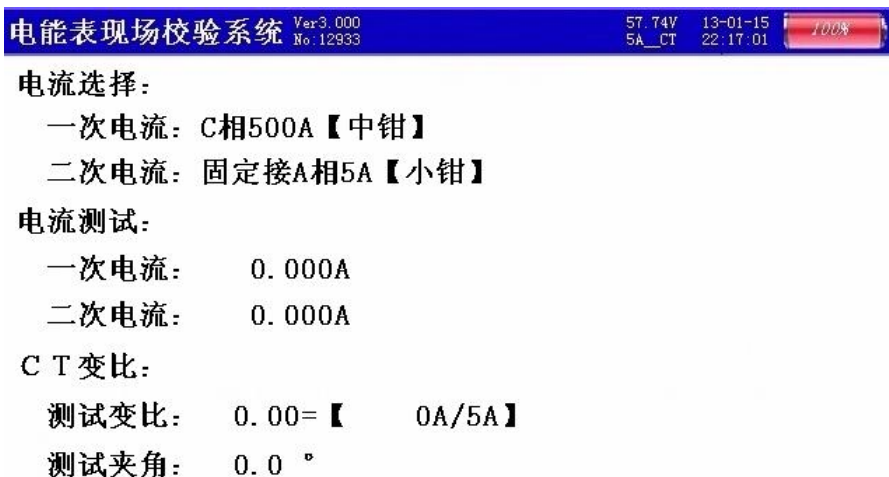 电能表现场校验系统 Ver3.000 No:12933 57.74V 5A__CT 13-01-15 22:17:01 100%
电流选择:
一次电流: C相500A【中钳】
二次电流: 固定接A相5A【小钳】
电流测试:
一次电流: 0.000A
二次电流: 0.000A
CT变比:
测试变比: 0.00=【 0A/5A】
测试夹角: 0.0 °